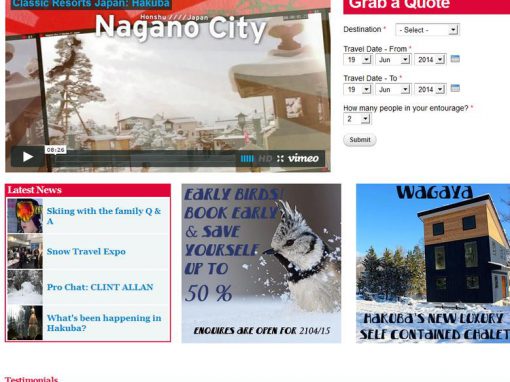 Classic Resorts Japan: Hakuba
Honshu //// Japan
Nagano City
08:26
HD vimeo
Grab a Quote
Destination * - Select -
Travel Date - From *
19 Jun 2014
Travel Date - To *
19 Jun 2014
How many people in your entourage? *
2
Submit
Latest News
Skiing with the family Q &
A
Snow Travel Expo
Pro Chat: CLINT ALLAN
What's been happening in
Hakuba?
EARLY BIRDS!
BOOK EARLY
& SAVE
YOURSELF
UP TO
50 %
ENQUIRES ARE OPEN FOR 2104/15
WAGAYA
HAKUBA'S NEW LUXURY
SELF CONTAINED CHALET
Testimonials